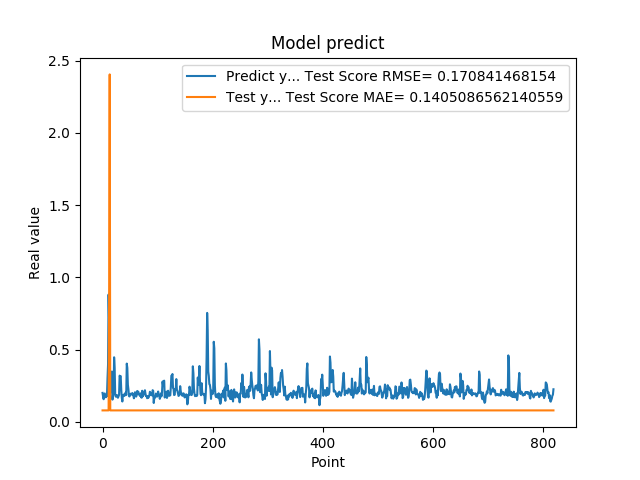 Model predict
Predict y... Test Score RMSE= 0.170841468154
Test y... Test Score MAE= 0.1405086562140559
2.5
2.0
1.5
1.0
0.5
0.0
Real value
0 200 400 600 800
Point